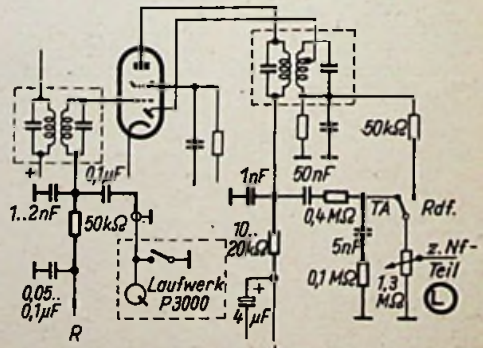 +
0,1µF
1..2nF
50kΩ
0,05..
0,1µF
R
Laufwerk
P3000
1nF
50nF
50kΩ
0,4MΩ
TA
Rdf.
10..
20kΩ
5nF
0,1MΩ
+
4µF
z. Nf-
Teil
1,3
MΩ
L